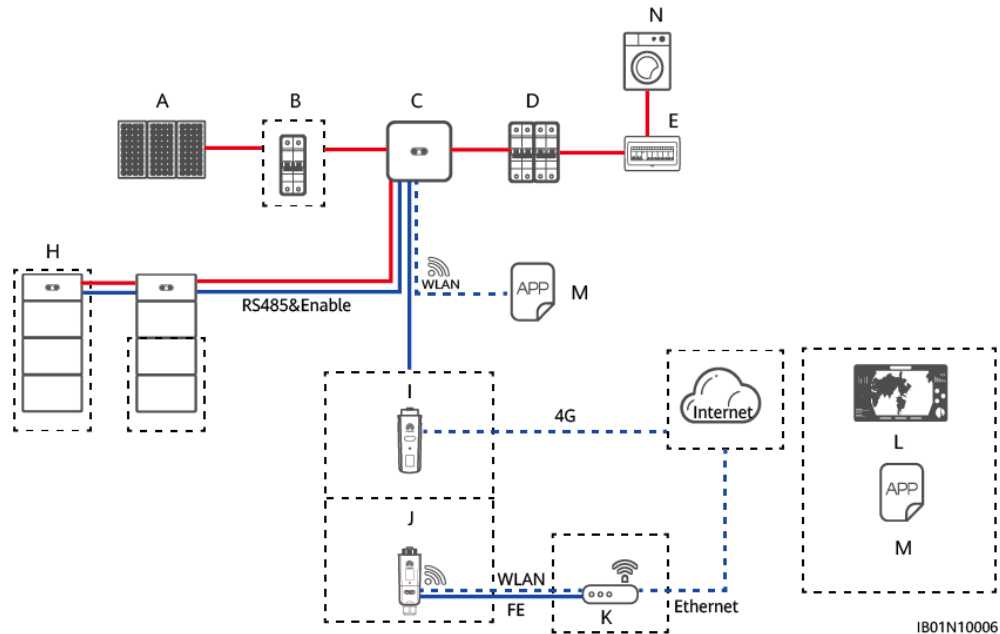 N
A
B
C
D
E
H
WLAN
APP
M
RS485&Enable
I
4G
Internet
L
APP
J
M
WLAN
FE
K
Ethernet
IB01N10006